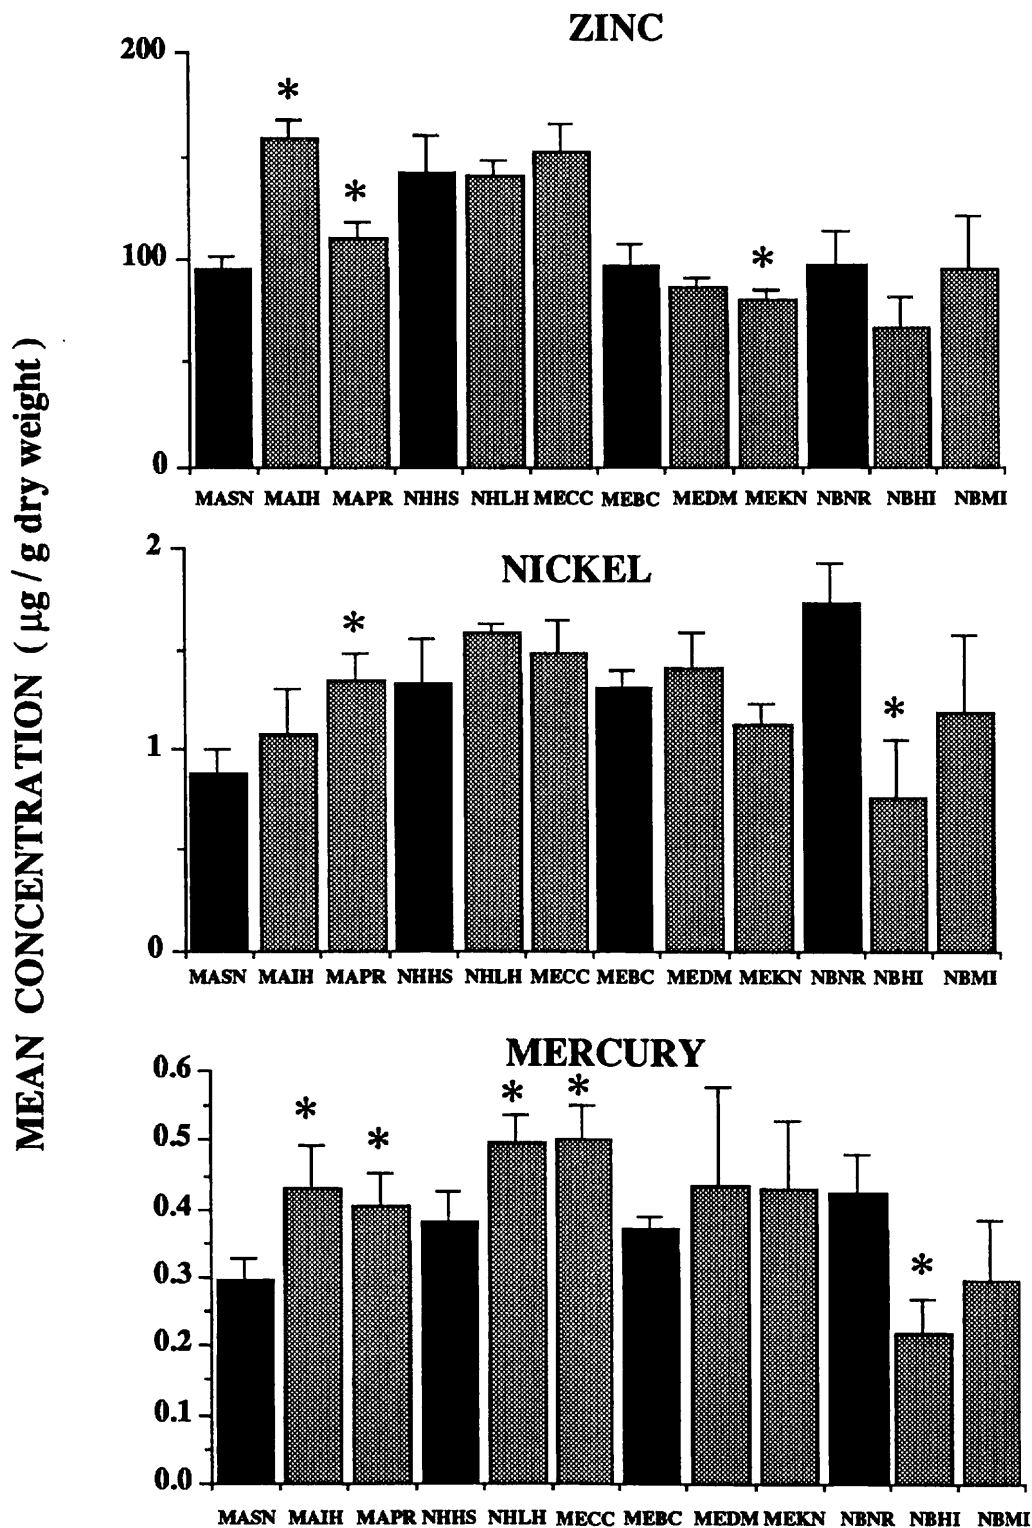 ZINC
200
*
*
*
100
0
MASN MAIH MAPR NHHS NHLH MECC MEBC MEDM MEKN NBNR NBHI NBMI
MEAN CONCENTRATION ( µg / g dry weight )
NICKEL
2
*
*
1
0
MASN MAIH MAPR NHHS NHLH MECC MEBC MEDM MEKN NBNR NBHI NBMI
MERCURY
0.6
* * * *
0.5
0.4
*
0.3
0.2
0.1
0.0
MASN MAIH MAPR NHHS NHLH MECC MEBC MEDM MEKN NBNR NBHI NBMI